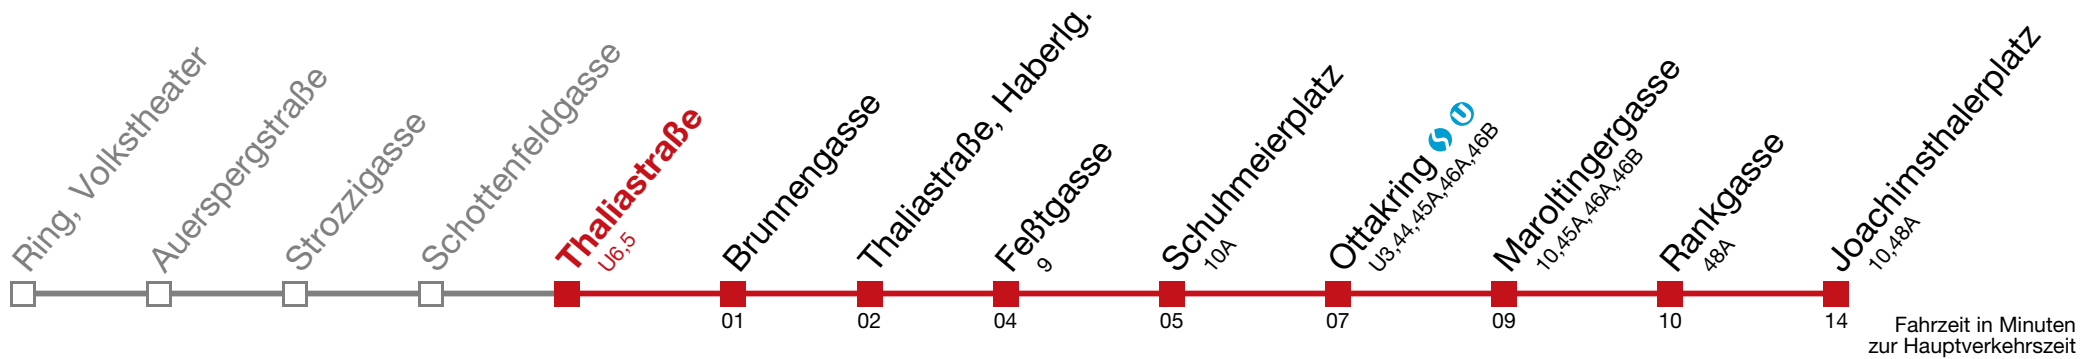 Ring, Volkstheater
Auerspergstraße
Strozzigasse
Schottenfeldgasse
Thaliastraße
U6,5
Brunnengasse
Thaliastraße, Haberlg.
Feßtgasse
9
Schuhmeierplatz
10A
Ottakring S U
U3,44,45A,46A,46B
Maroltingergasse
10,45A,46A,46B
Rankgasse
48A
Joachimsthalerplatz
10,48A
01
02
04
05
07
09
10
14
Fahrzeit in Minuten
zur Hauptverkehrszeit